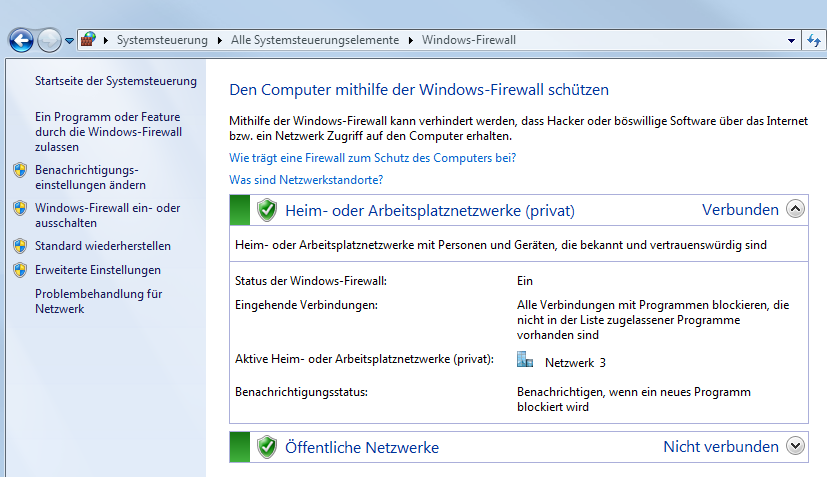 Systemsteuerung Alle Systemsteuerungselemente Windows-Firewall
Startseite der Systemsteuerung
Ein Programm oder Feature
durch die Windows-Firewall
zulassen
Benachrichtigungs-
einstellungen ändern
Windows-Firewall ein- oder
ausschalten
Standard wiederherstellen
Erweiterte Einstellungen
Problembehandlung für
Netzwerk
Den Computer mithilfe der Windows-Firewall schützen
Mithilfe der Windows-Firewall kann verhindert werden, dass Hacker oder böswillige Software über das Internet
bzw. ein Netzwerk Zugriff auf den Computer erhalten.
Wie trägt eine Firewall zum Schutz des Computers bei?
Was sind Netzwerkstandorte?
Heim- oder Arbeitsplatznetzwerke (privat) Verbunden
Heim- oder Arbeitsplatznetzwerke mit Personen und Geräten, die bekannt und vertrauenswürdig sind
Status der Windows-Firewall: Ein
Eingehende Verbindungen: Alle Verbindungen mit Programmen blockieren, die
nicht in der Liste zugelassener Programme
vorhanden sind
Aktive Heim- oder Arbeitsplatznetzwerke (privat): Netzwerk 3
Benachrichtigungsstatus: Benachrichtigen, wenn ein neues Programm
blockiert wird
Öffentliche Netzwerke Nicht verbunden